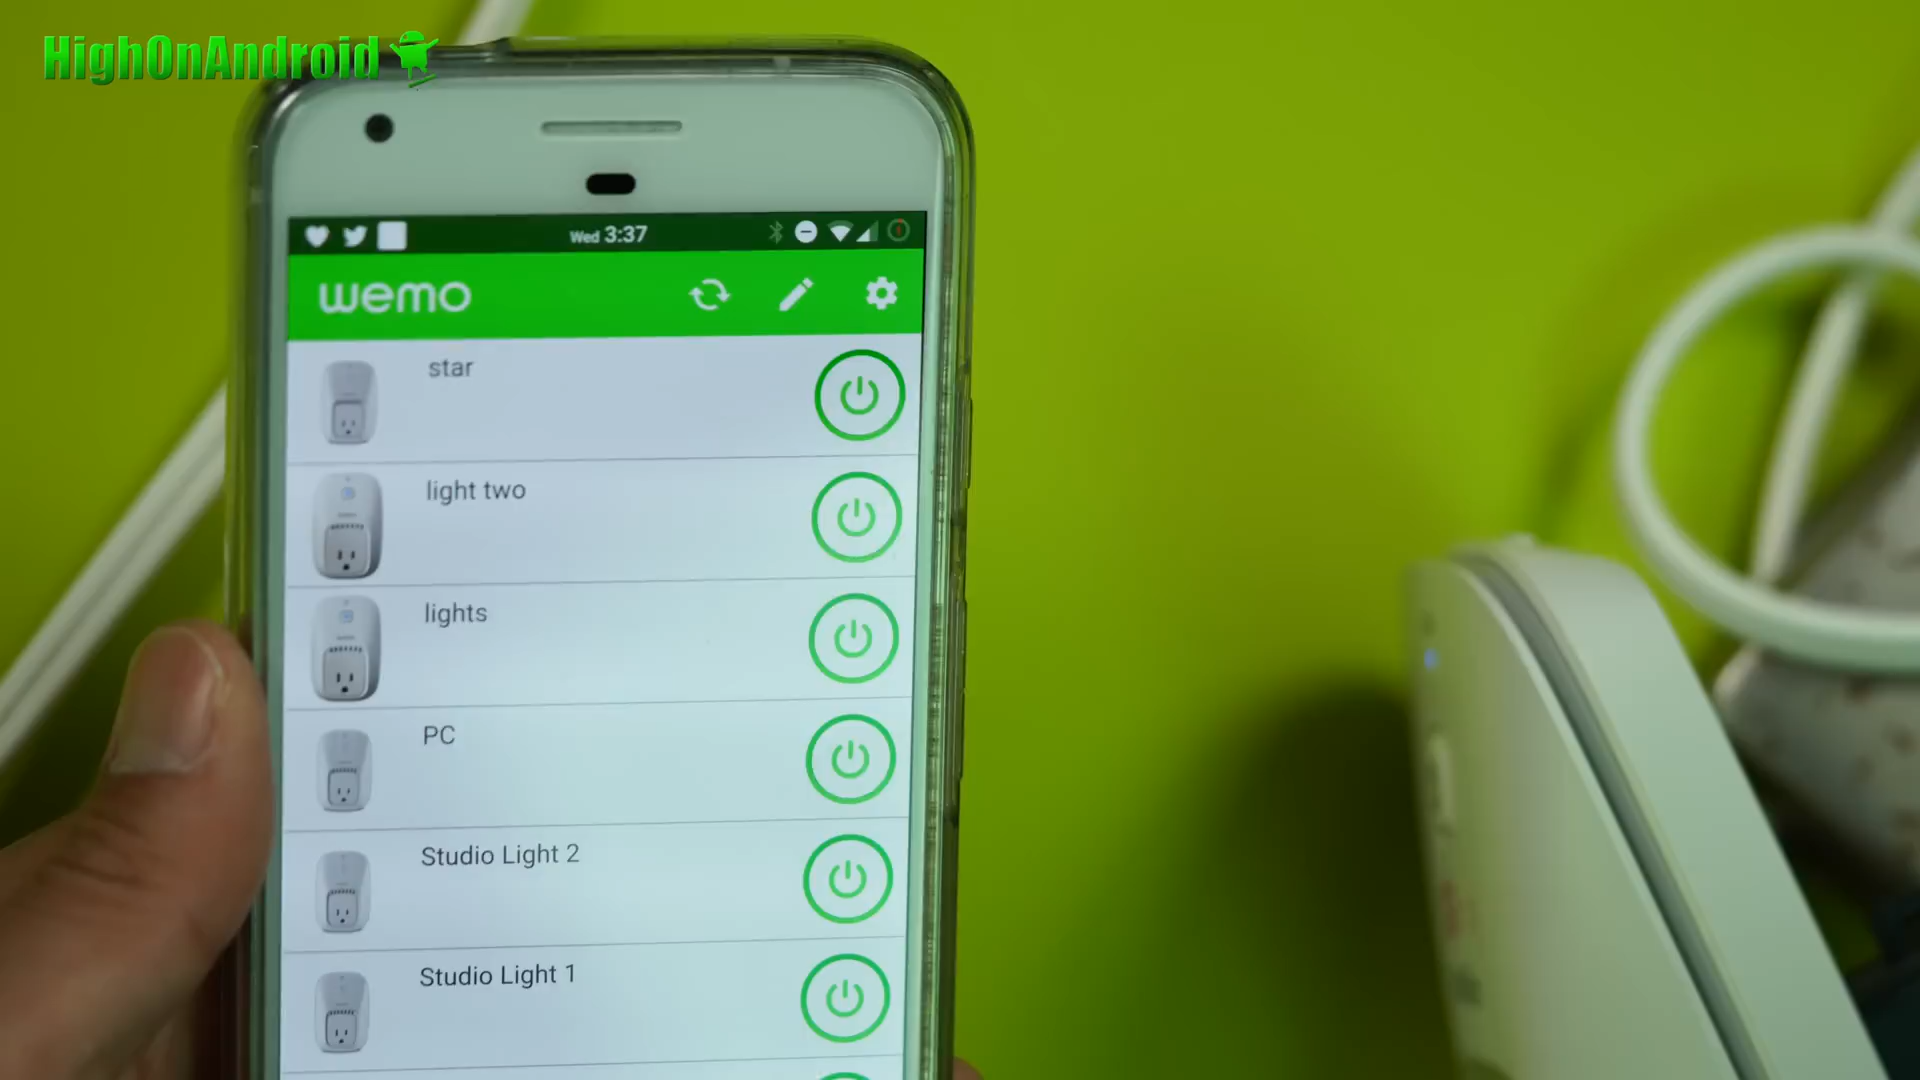 HighOnAndroid
Wed 3:37
wemo
star
light two
lights
PC
Studio Light 2
Studio Light 1